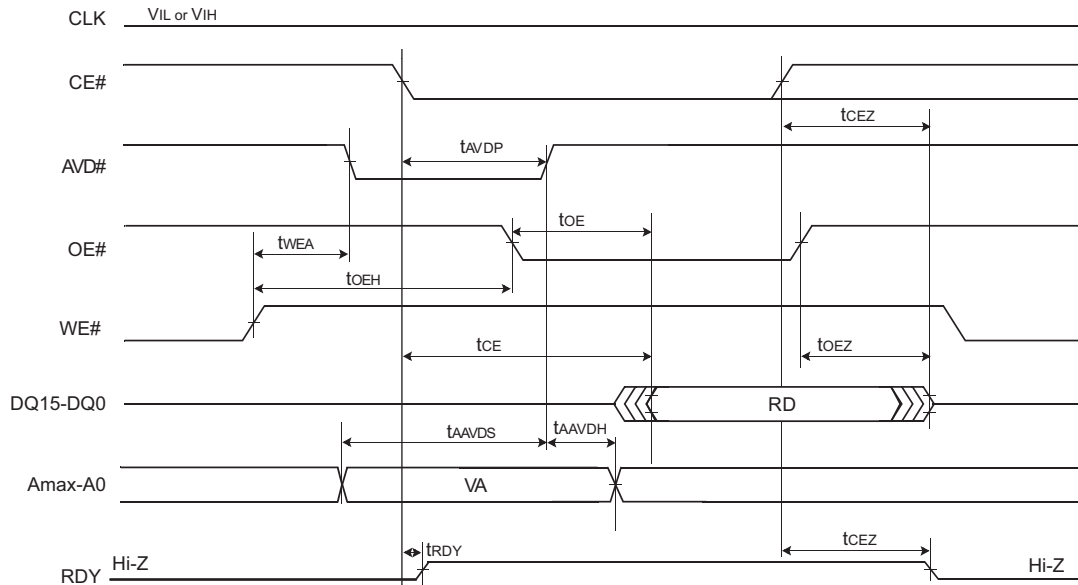 CLK VIL or VIH
CE#
tCEZ
AVD# tAVDP
OE# tWEA tOE
tOEH
WE#
tCE tOEZ
DQ15-DQ0 RD
tAAVDS tAAVDH
Amax-A0 VA
tRDY tCEZ
RDY Hi-Z Hi-Z